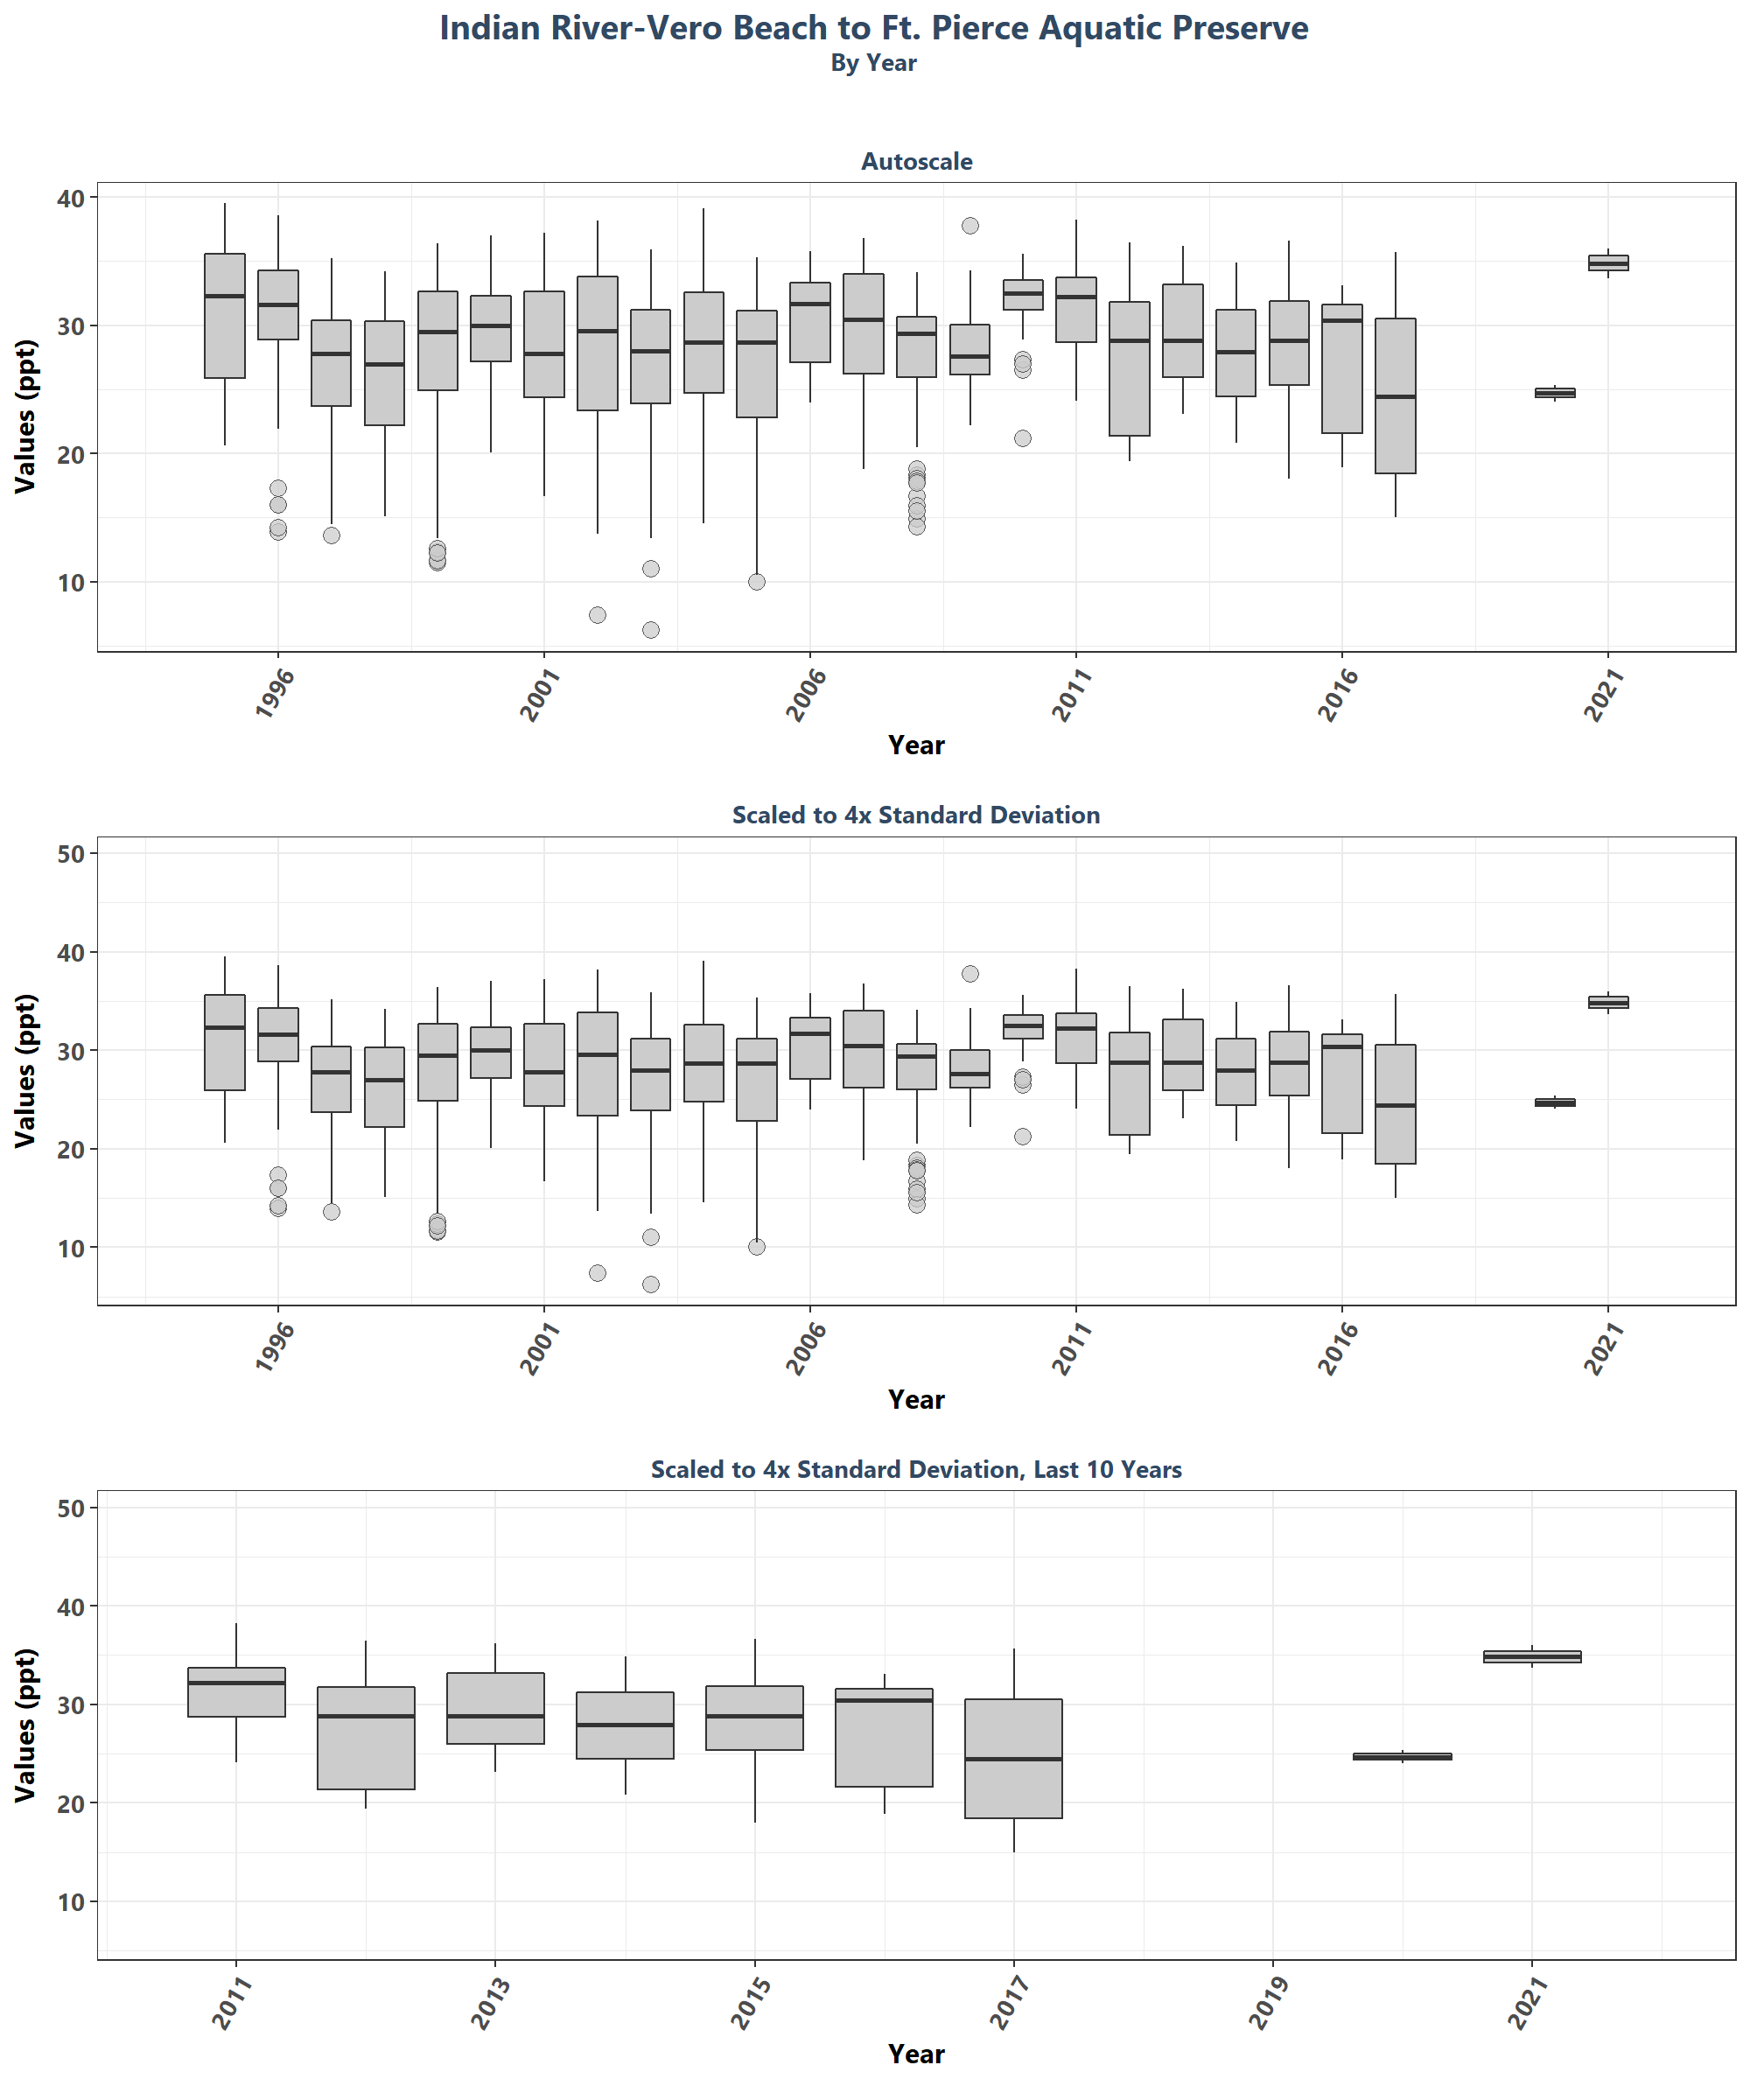 Indian River-Vero Beach to Ft. Pierce Aquatic Preserve
By Year
Autoscale
Values (ppt)
40
30
20
10
1996
2001
2006
2011
2016
2021
Year
Scaled to 4x Standard Deviation
Values (ppt)
50
40
30
20
10
1996
2001
2006
2011
2016
2021
Year
Scaled to 4x Standard Deviation, Last 10 Years
Values (ppt)
50
40
30
20
10
2011
2013
2015
2017
2019
2021
Year